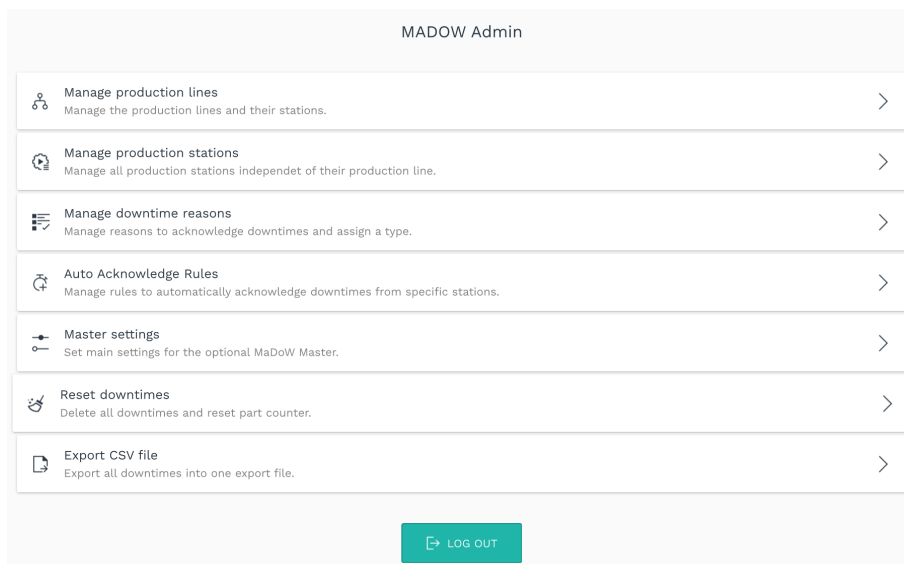 MADOW Admin
Manage production lines
Manage the production lines and their stations.
Manage production stations
Manage all production stations independet of their production line.
Manage downtime reasons
Manage reasons to acknowledge downtimes and assign a type.
Auto Acknowledge Rules
Manage rules to automatically acknowledge downtimes from specific stations.
Master settings
Set main settings for the optional MaDoW Master.
Reset downtimes
Delete all downtimes and reset part counter.
Export CSV file
Export all downtimes into one export file.
LOG OUT